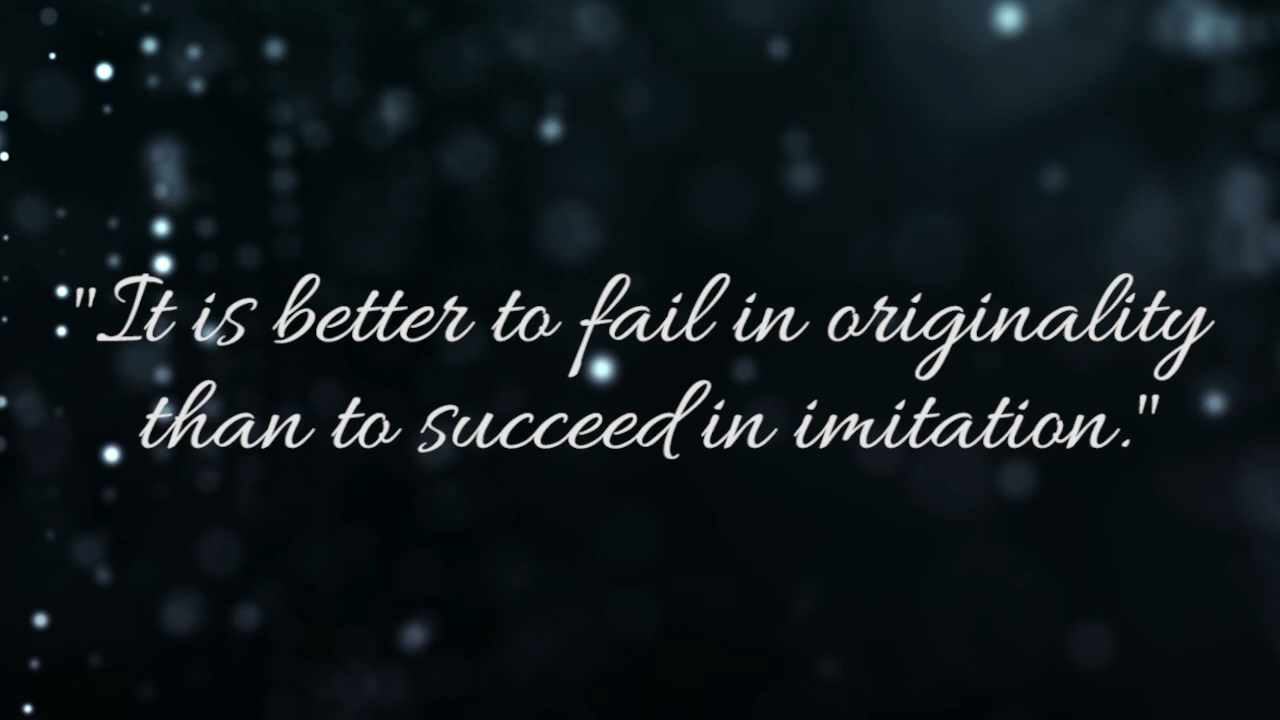 "It is better to fail in originality
than to succeed in imitation."